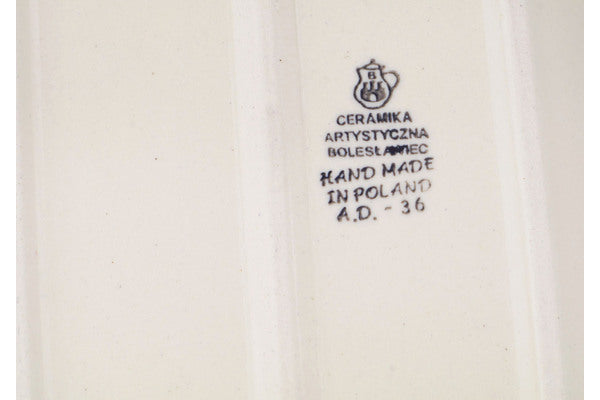 B
CERAMIKA
ARTYSTYCZNA
BOLESŁAWIEC
HAND MADE
IN POLAND
A.D. - 36